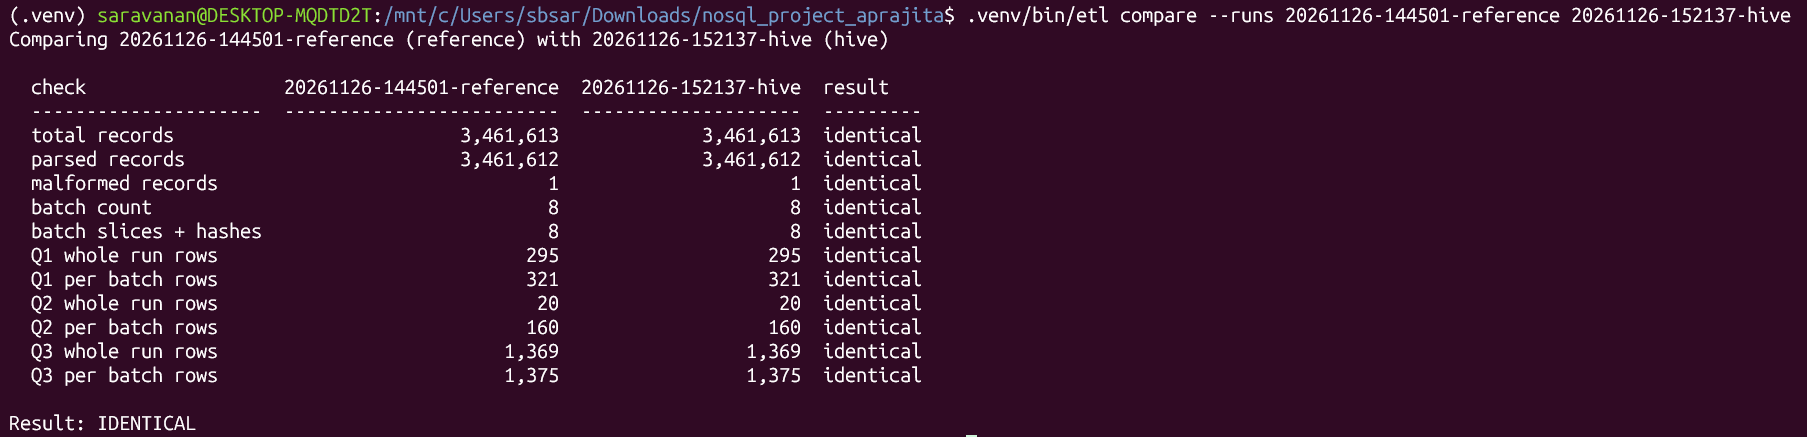 (.venv) saravanan@DESKTOP-MQDTD2T:/mnt/c/Users/sbsar/Downloads/nosql_project_aprajita$ .venv/bin/etl compare --runs 20261126-144501-reference 20261126-152137-hive
Comparing 20261126-144501-reference (reference) with 20261126-152137-hive (hive)
check 20261126-144501-reference 20261126-152137-hive result
--------------------- ------------------------- -------------------- ---------
total records 3,461,613 3,461,613 identical
parsed records 3,461,612 3,461,612 identical
malformed records 1 1 identical
batch count 8 8 identical
batch slices + hashes 8 8 identical
Q1 whole run rows 295 295 identical
Q1 per batch rows 321 321 identical
Q2 whole run rows 20 20 identical
Q2 per batch rows 160 160 identical
Q3 whole run rows 1,369 1,369 identical
Q3 per batch rows 1,375 1,375 identical
Result: IDENTICAL